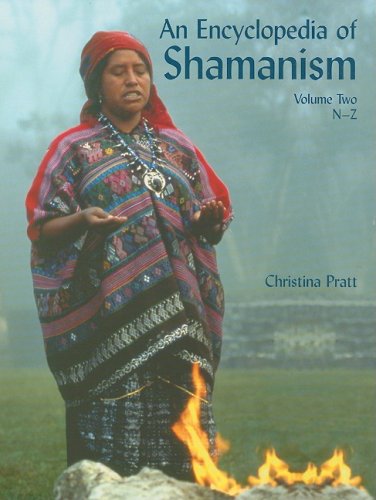 An Encyclopedia of
Shamanism
Volume Two
N–Z
Christina Pratt